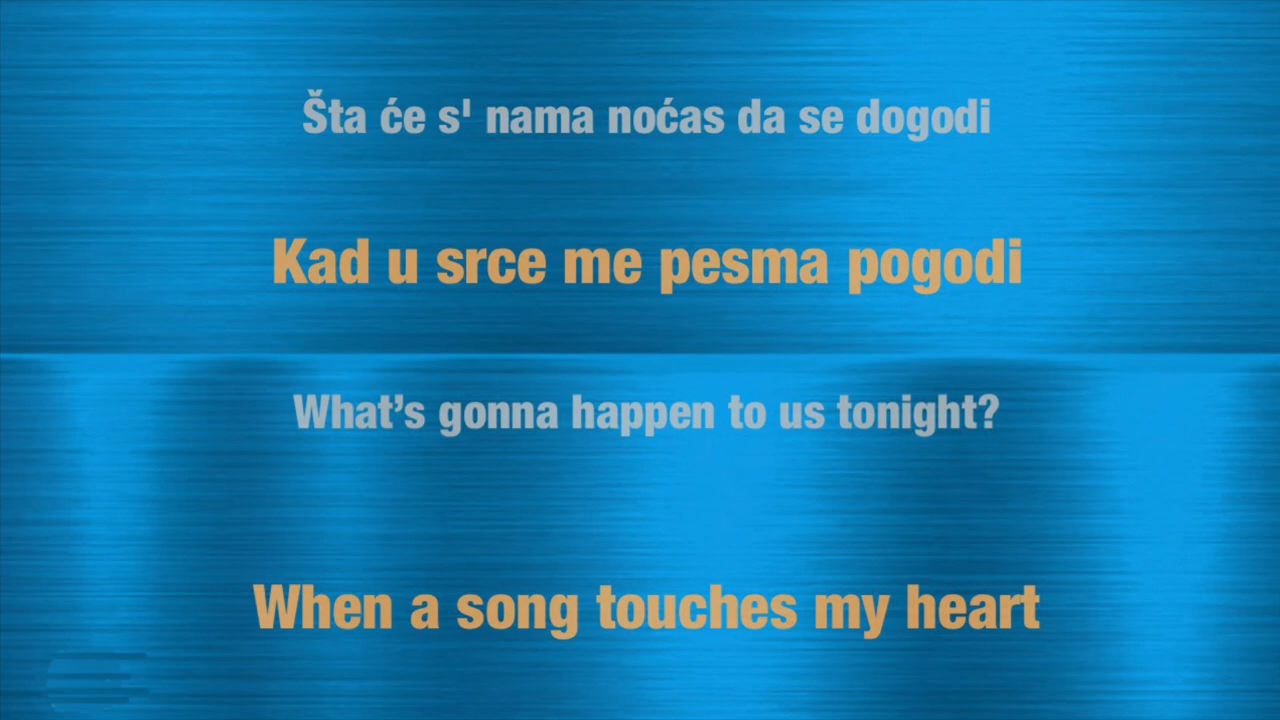 Šta će s' nama noćas da se dogodi
Kad u srce me pesma pogodi
What’s gonna happen to us tonight?
When a song touches my heart